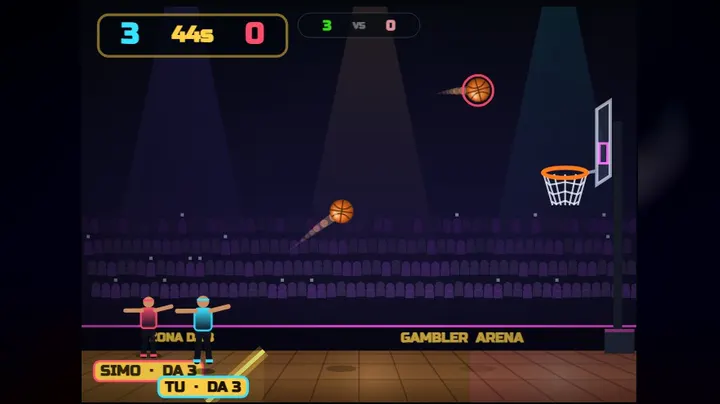 3 44s 0
3 VS 0
ZONA DA 3
GAMBLER ARENA
SIMO · DA 3
TU · DA 3